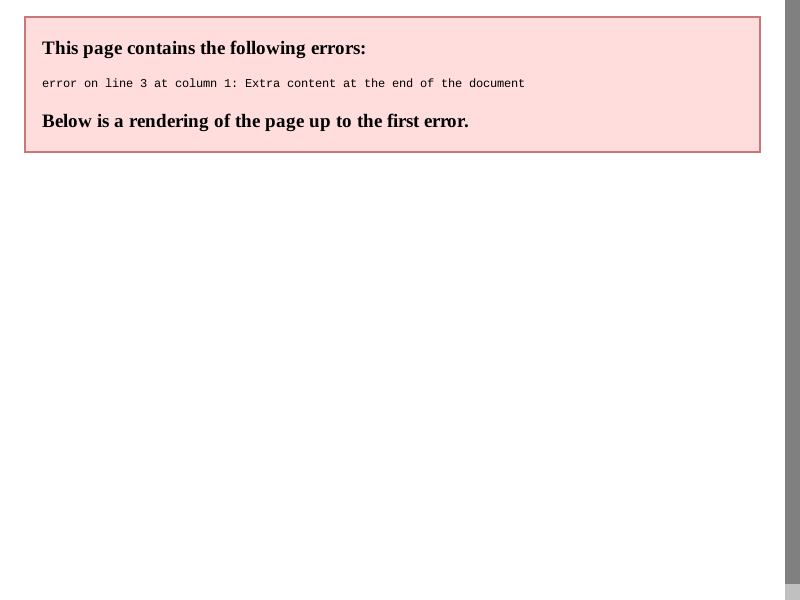 This page contains the following errors:
error on line 3 at column 1: Extra content at the end of the document
Below is a rendering of the page up to the first error.